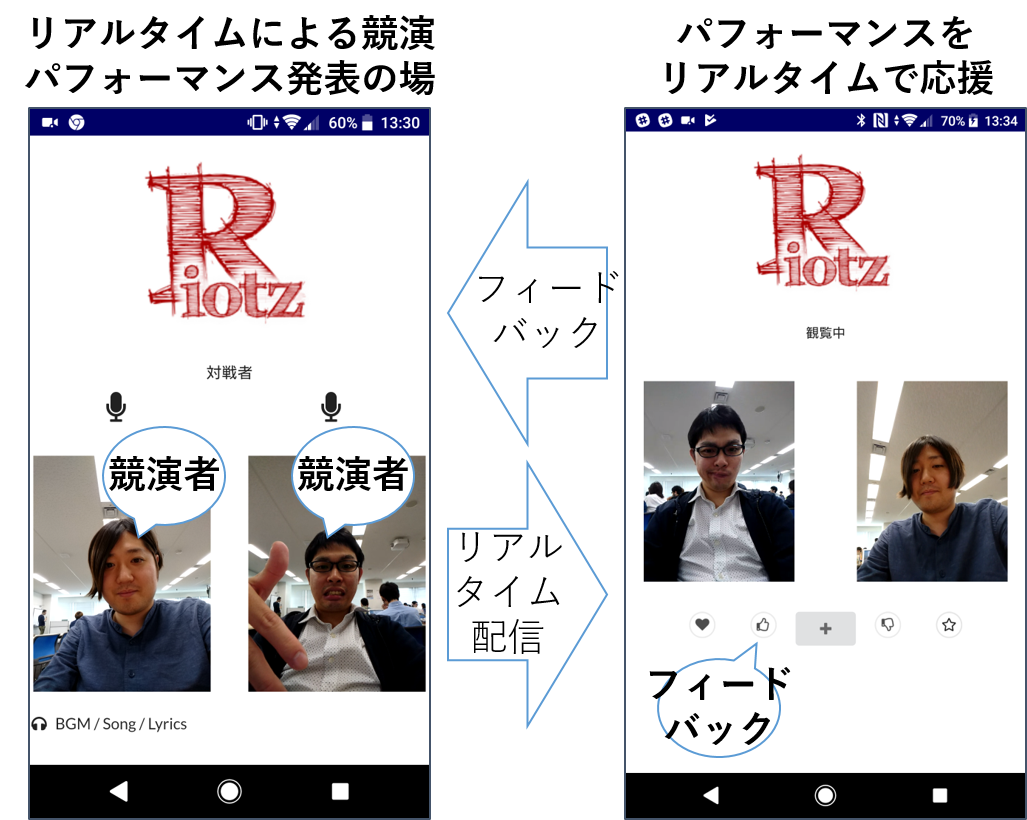 リアルタイムによる競演
パフォーマンス発表の場
60% 13:30
Riotz
対戦者
競演者
競演者
BGM / Song / Lyrics
フィード
バック
リアル
タイム
配信
パフォーマンスを
リアルタイムで応援
70% 13:34
Riotz
観覧中
フィード
バック